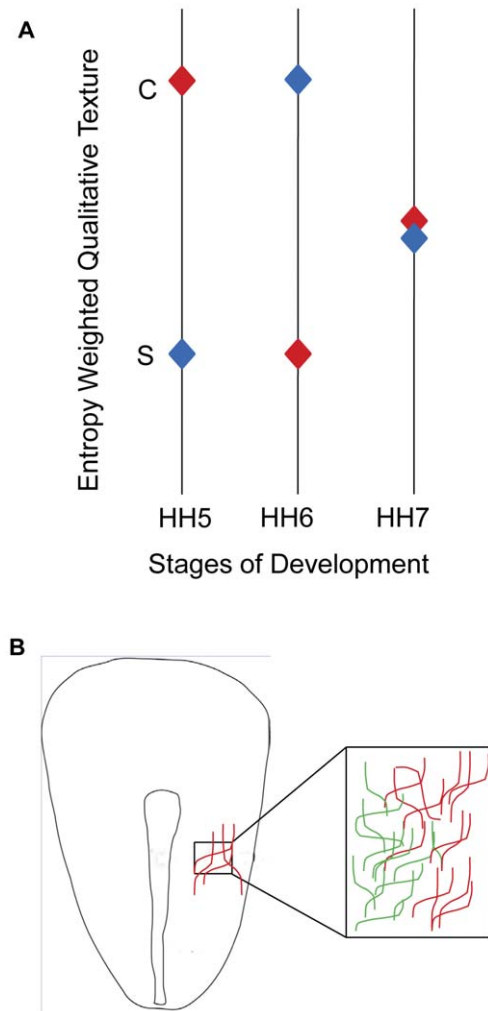 A
Entropy Weighted Qualitative Texture
C
S
HH5 HH6 HH7
Stages of Development
B